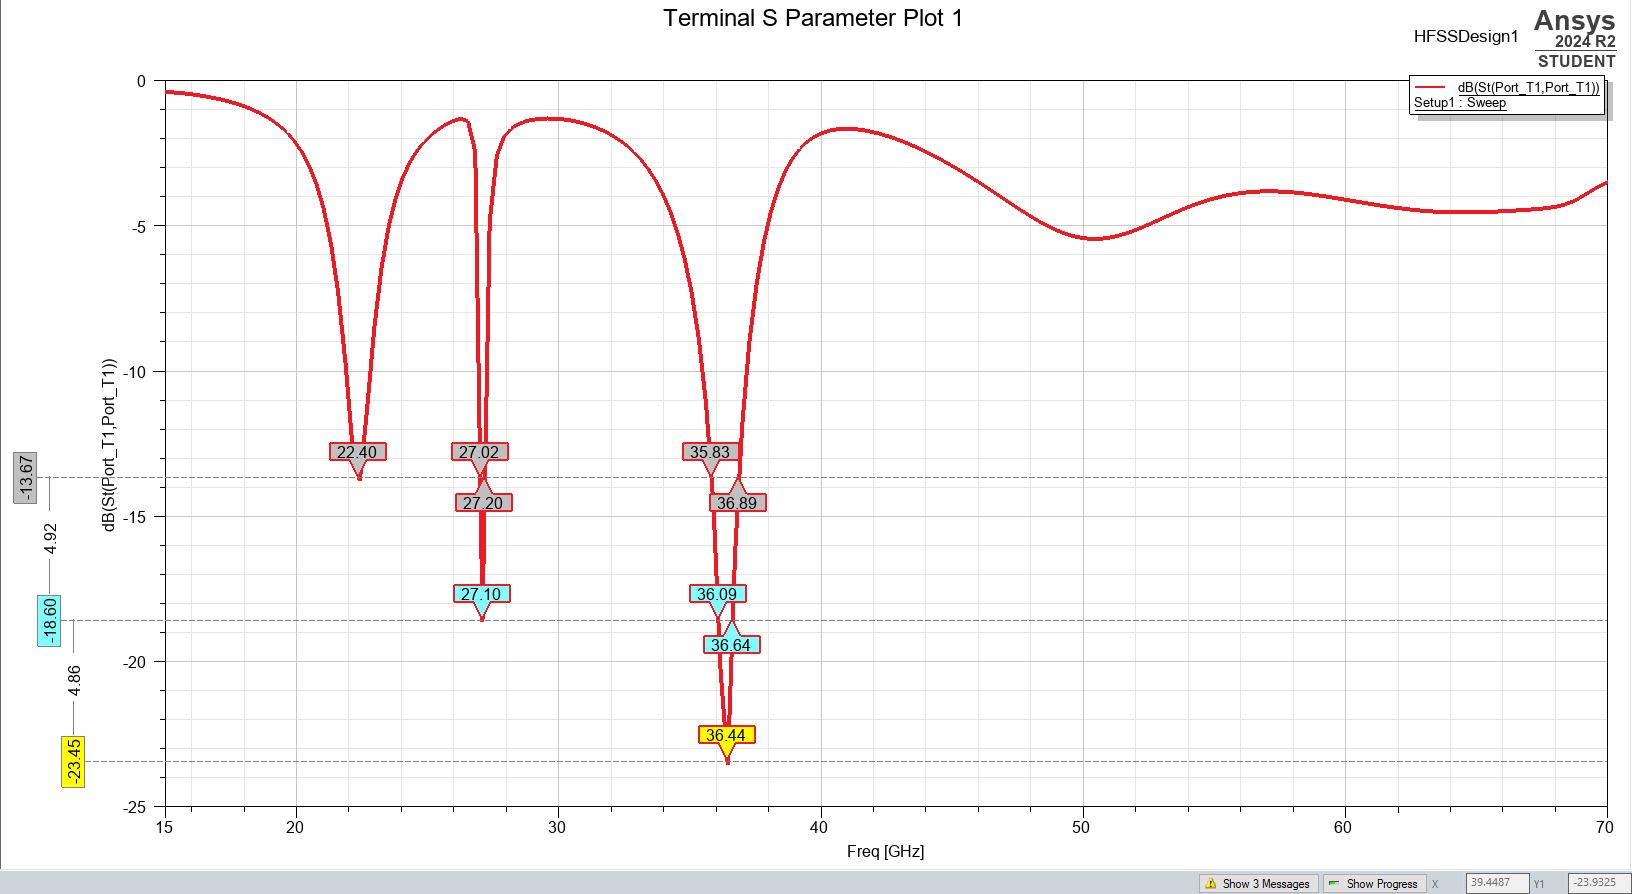 Terminal S Parameter Plot 1
HFSSDesign1
Ansys
2024 R2
STUDENT
dB(St(Port_T1,Port_T1))
Setup1 : Sweep
0
-5
-10
-15
-20
-25
dB(St(Port_T1,Port_T1))
-13.67
4.92
-18.60
4.86
-23.45
22.40
27.02
35.83
27.20
36.89
27.10
36.09
36.64
36.44
15
20
30
40
50
60
70
Freq [GHz]
Show 3 Messages
Show Progress
X
39.4487
Y1
-23.9325